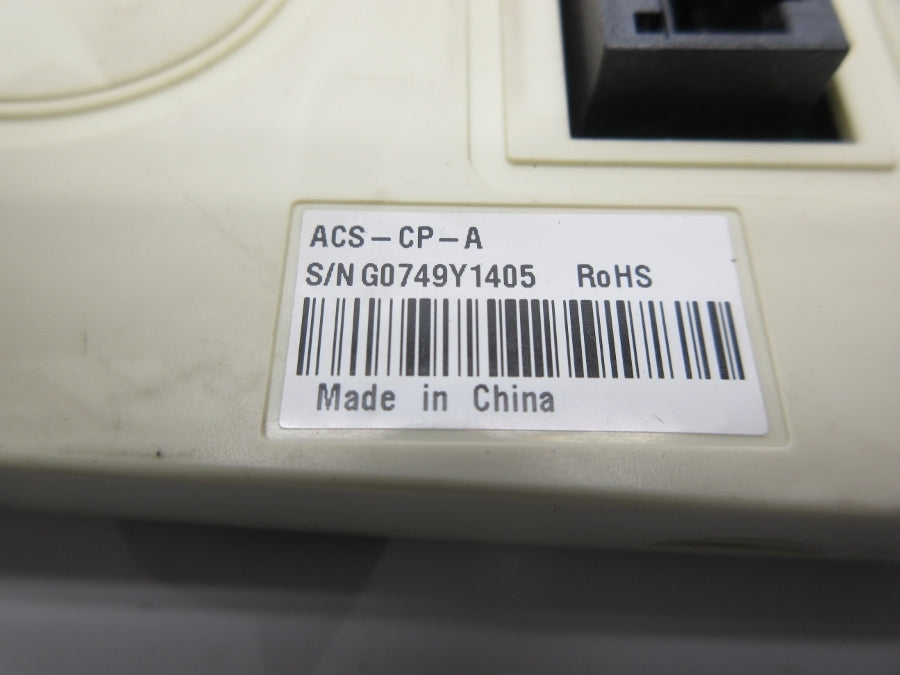 ACS-CP-A
S/N G0749Y1405 RoHS
Made in China